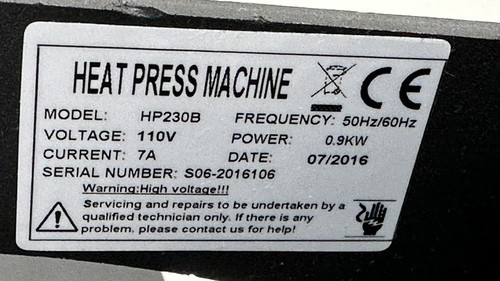 HEAT PRESS MACHINE CE
MODEL: HP230B FREQUENCY: 50Hz/60Hz
VOLTAGE: 110V POWER: 0.9KW
CURRENT: 7A DATE: 07/2016
SERIAL NUMBER: S06-2016106
Warning:High voltage!!!
Servicing and repairs to be undertaken by a
qualified technician only. If there is any
problem, please contact us for help!